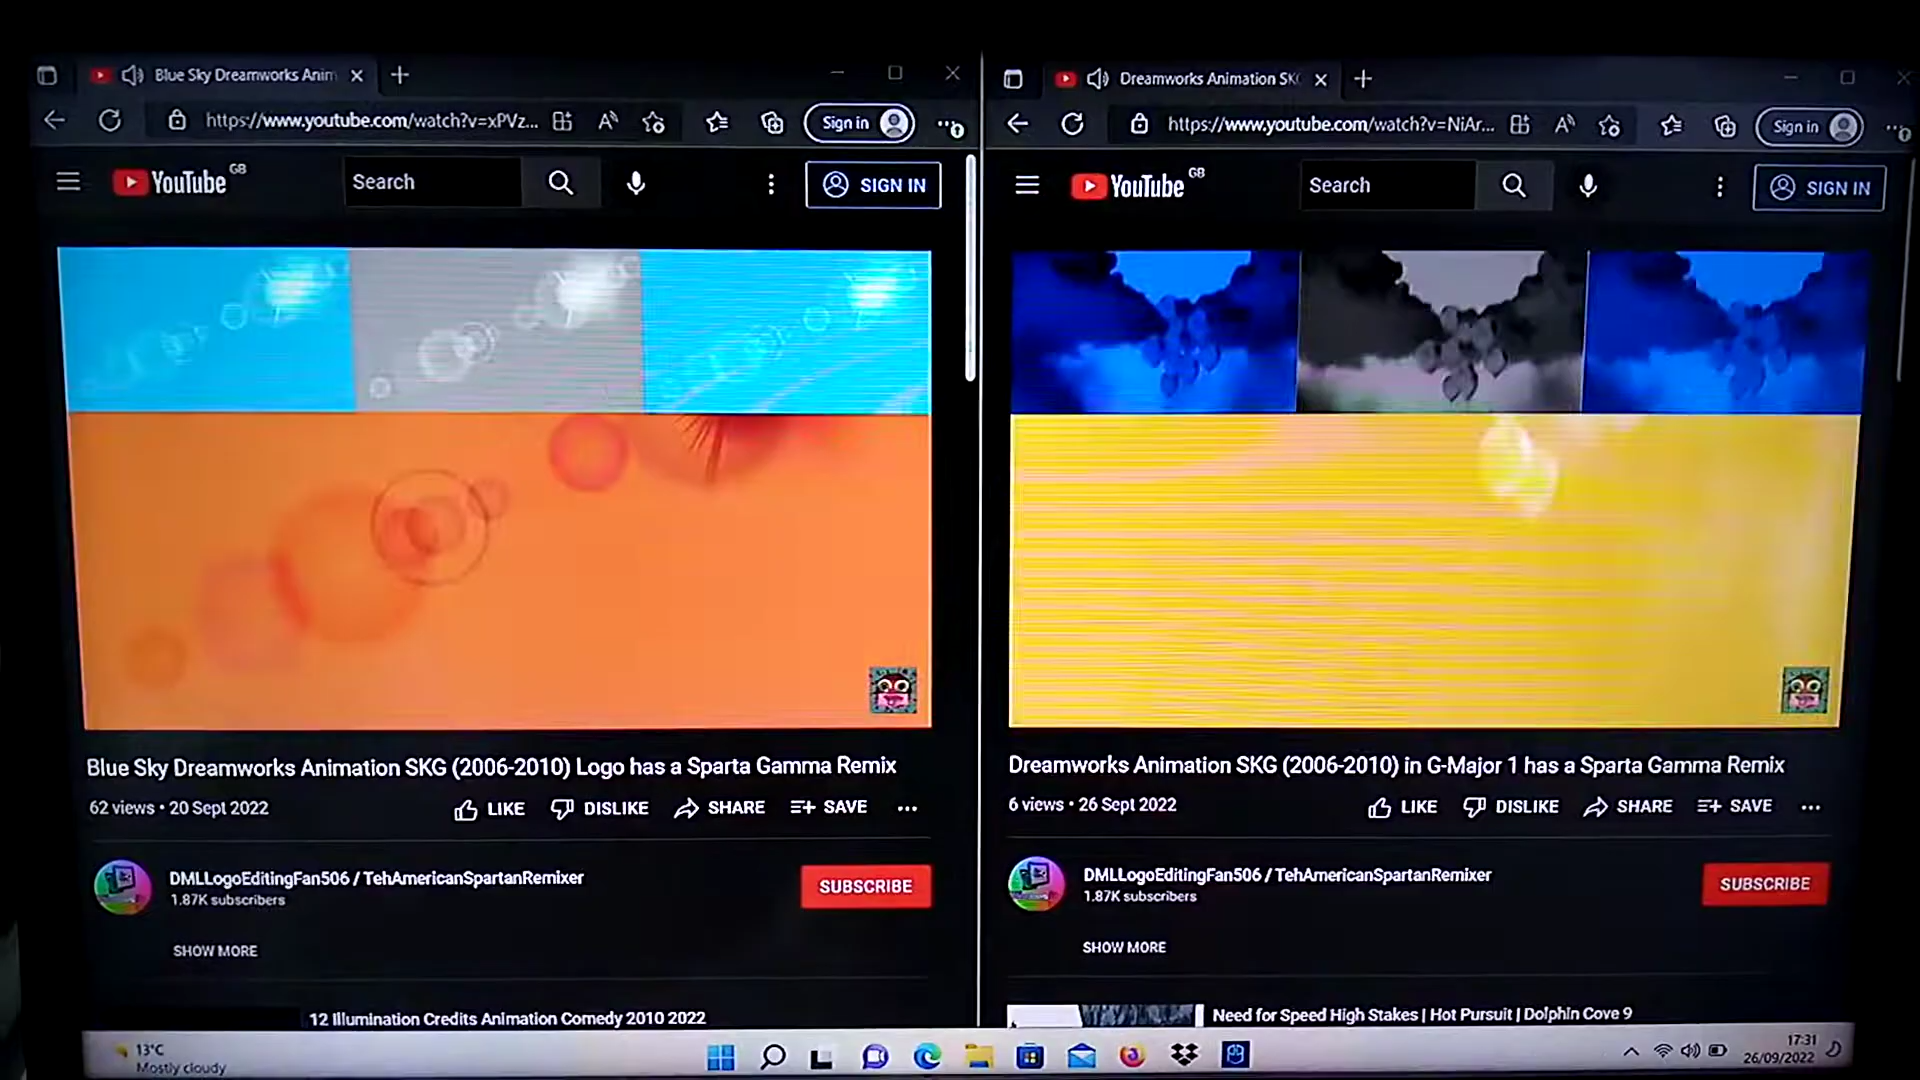 Blue Sky Dreamworks Anim
https://www.youtube.com/watch?v=xPVz...
Sign in
YouTube GB
Search
SIGN IN
Blue Sky Dreamworks Animation SKG (2006-2010) Logo has a Sparta Gamma Remix
62 views • 20 Sept 2022
LIKE DISLIKE SHARE SAVE
DMLLogoEditingFan506 / TehAmericanSpartanRemixer
1.87K subscribers
SUBSCRIBE
SHOW MORE
12 Illumination Credits Animation Comedy 2010 2022
Dreamworks Animation SK
https://www.youtube.com/watch?v=NiAr...
Sign in
YouTube GB
Search
SIGN IN
Dreamworks Animation SKG (2006-2010) in G-Major 1 has a Sparta Gamma Remix
6 views • 26 Sept 2022
LIKE DISLIKE SHARE SAVE
DMLLogoEditingFan506 / TehAmericanSpartanRemixer
1.87K subscribers
SUBSCRIBE
SHOW MORE
Need for Speed High Stakes | Hot Pursuit | Dolphin Cove 9
13°C
Mostly cloudy
17:31
26/09/2022